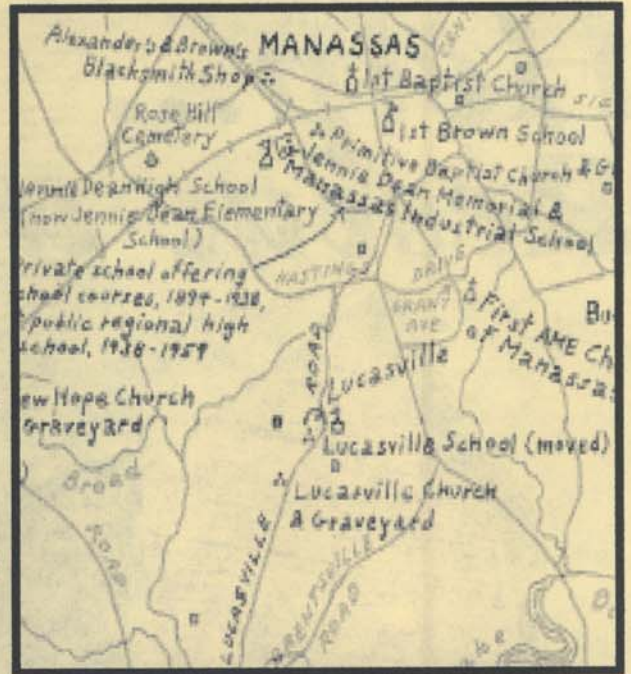 Alexander's & Brown's
Blacksmith Shop
MANASSAS
1st Baptist Church
Rose Hill
Cemetery
1st Brown School
Primitive Baptist Church & G
Jennie Dean Memorial &
Manassas Industrial School
Jennie Dean High School
(now Jennie Dean Elementary
School)
Private school offering
chool courses, 1894-1938,
public regional high
school, 1938-1959
HASTINGS
DRIVE
GRANT
AVE
First AME Ch
of Manassas
Lucasville
ROAD
ew Hope Church
Graveyard
Lucasville School (moved)
Broad
Lucasville Church
& Graveyard
ROAD
LUCASVILLE
BRENTSVILLE
ROAD